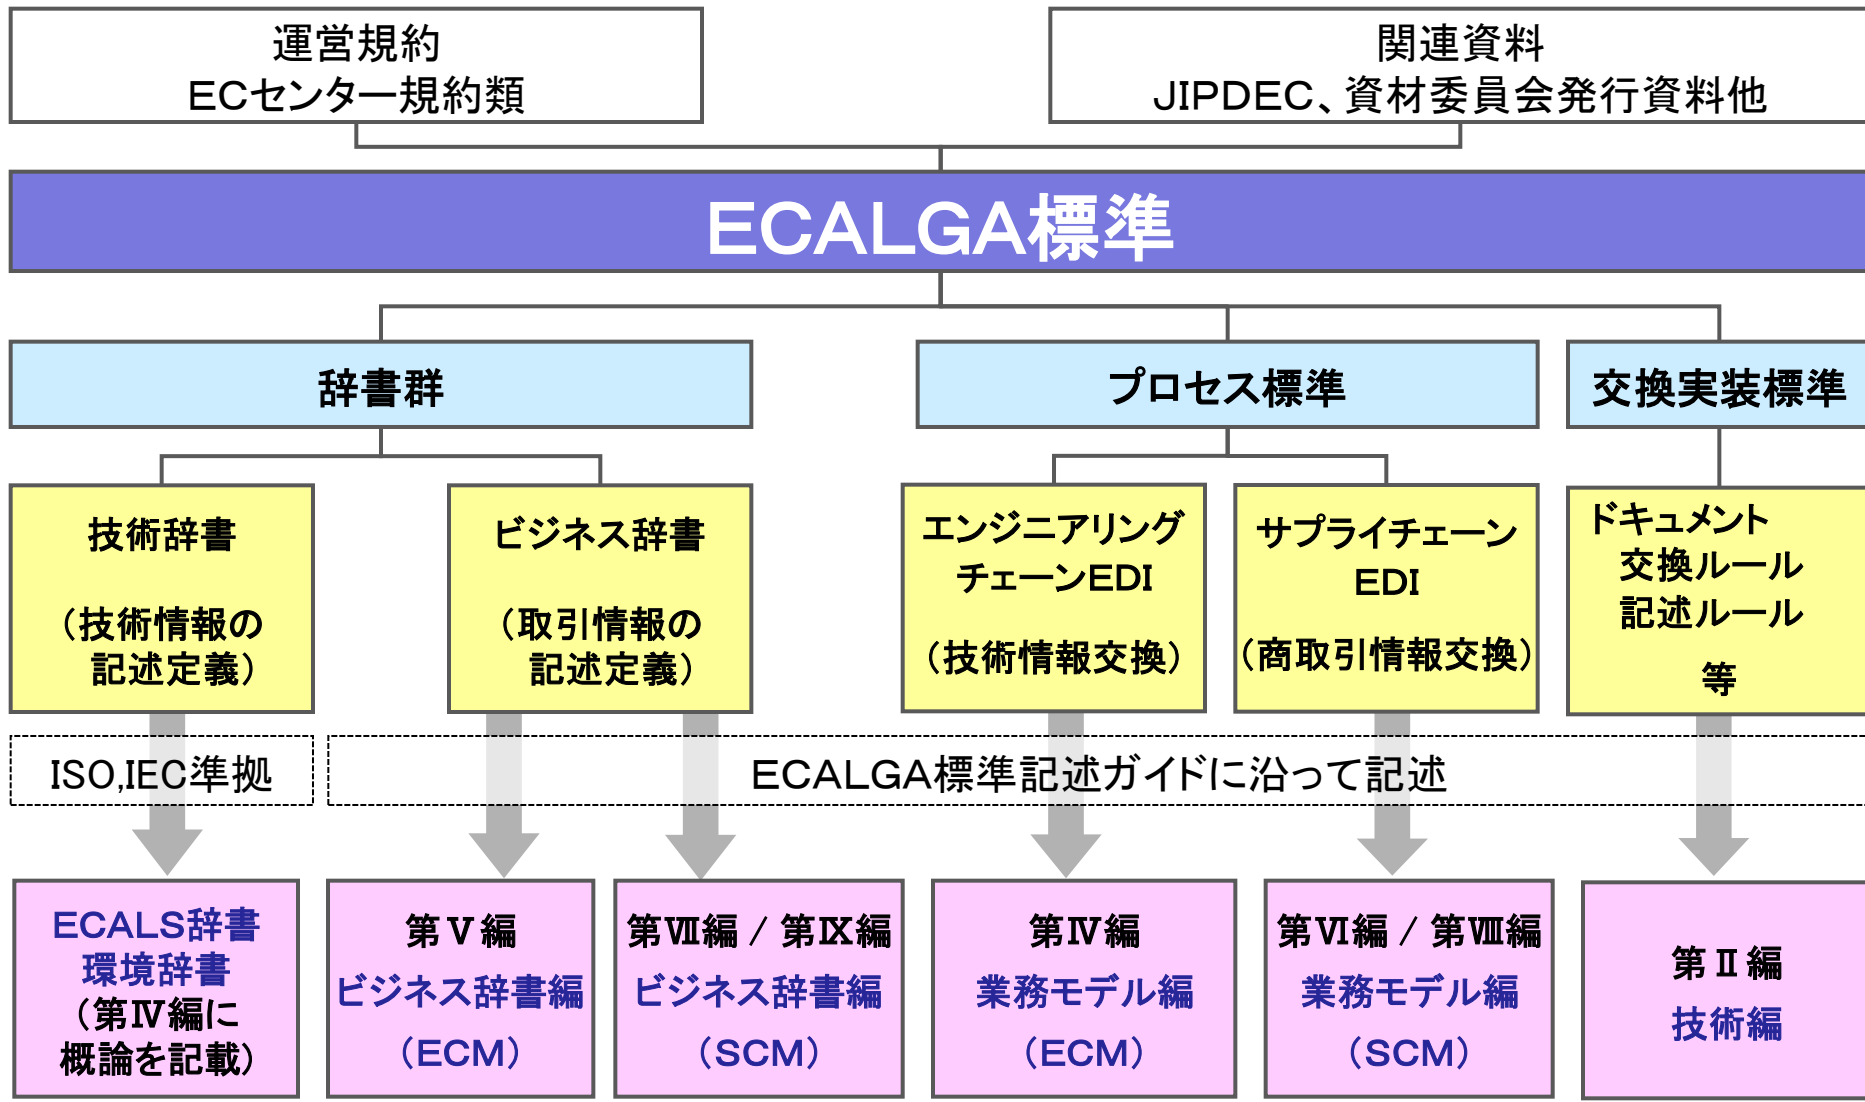 運営規約
ECセンター規約類
関連資料
JIPDEC、資材委員会発行資料他
ECALGA標準
辞書群
プロセス標準
交換実装標準
技術辞書
（技術情報の
記述定義）
ビジネス辞書
（取引情報の
記述定義）
エンジニアリング
チェーンEDI
（技術情報交換）
サプライチェーン
EDI
（商取引情報交換）
ドキュメント
交換ルール
記述ルール
等
ISO,IEC準拠
ECALGA標準記述ガイドに沿って記述
ECALS辞書
環境辞書
（第Ⅳ編に
概論を記載）
第Ⅴ編
ビジネス辞書編
（ECM）
第Ⅶ編 / 第Ⅸ編
ビジネス辞書編
（SCM）
第Ⅳ編
業務モデル編
（ECM）
第Ⅵ編 / 第Ⅷ編
業務モデル編
（SCM）
第Ⅱ編
技術編